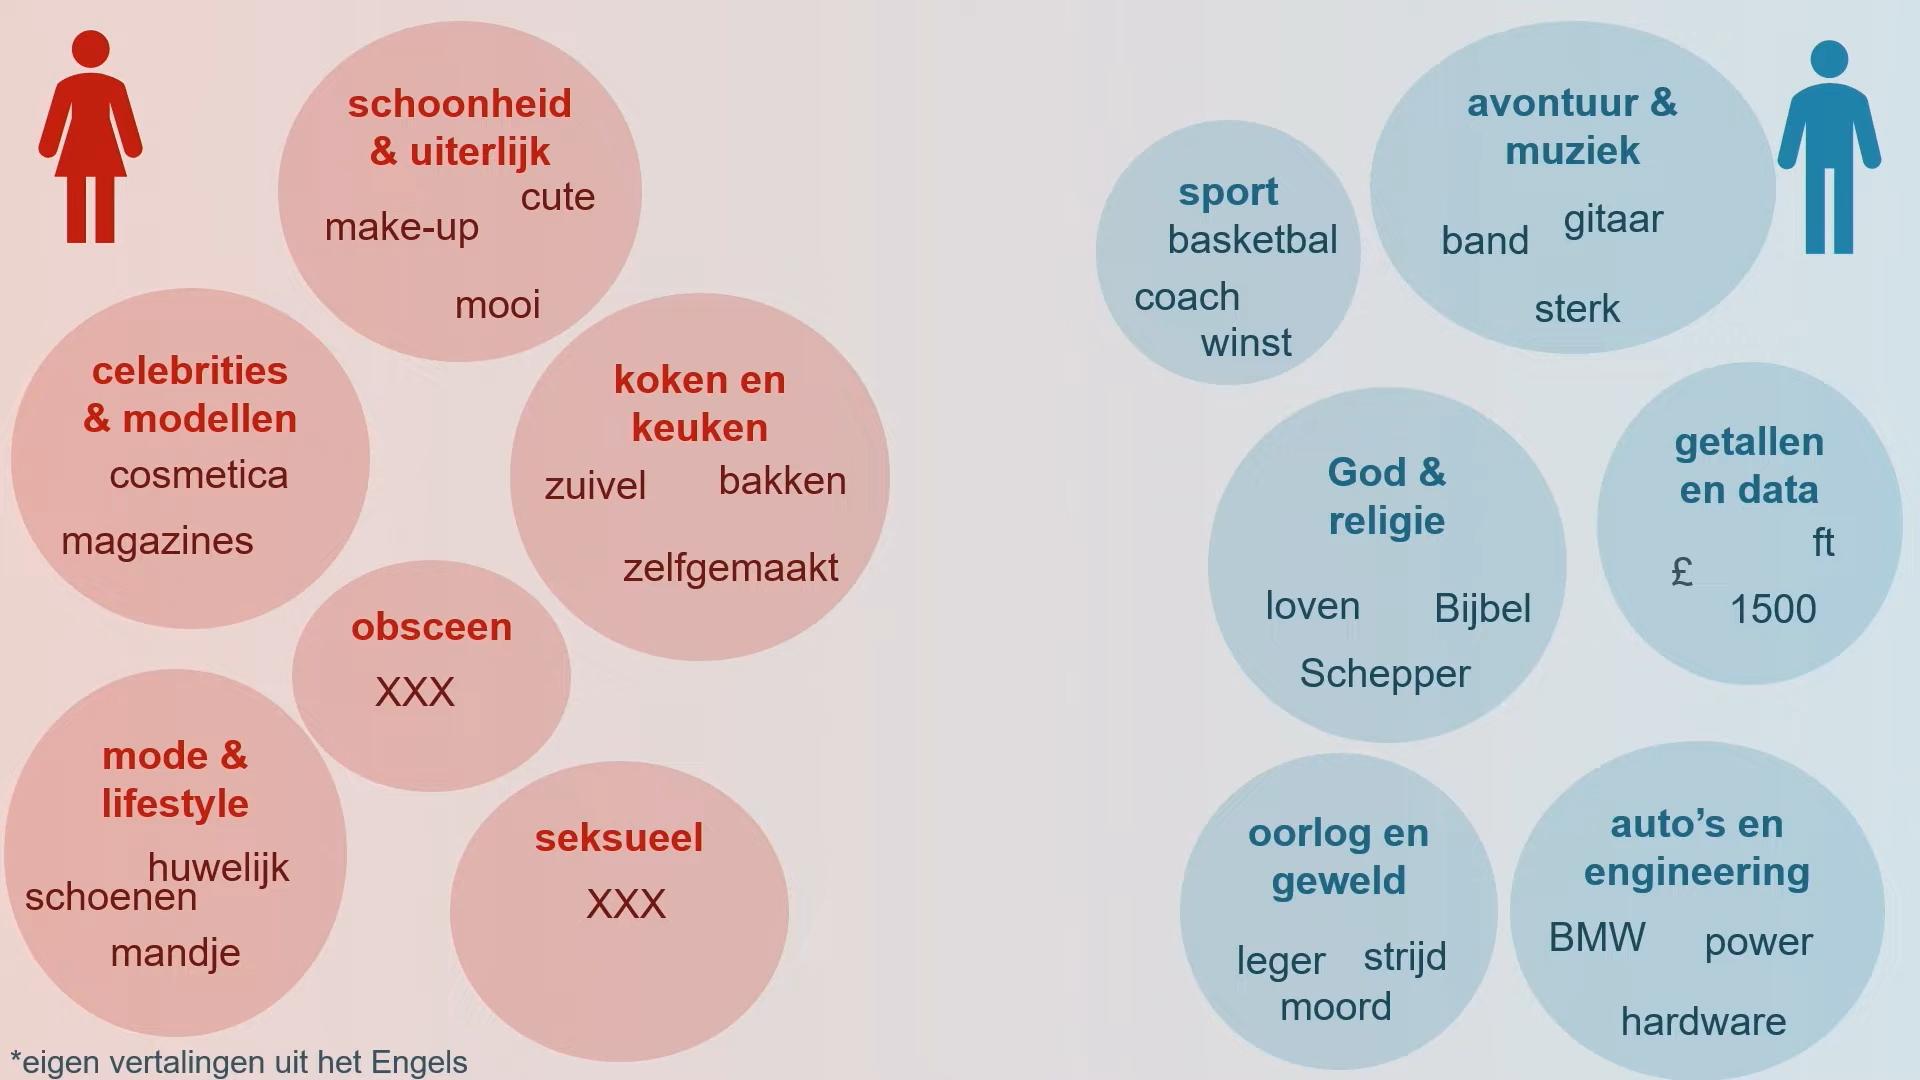 schoonheid
& uiterlijk
cute
make-up
mooi
celebrities
& modellen
cosmetica
magazines
koken en
keuken
zuivel bakken
zelfgemaakt
obsceen
XXX
mode &
lifestyle
huwelijk
schoenen
mandje
seksueel
XXX
*eigen vertalingen uit het Engels
sport
basketbal
coach
winst
avontuur &
muziek
gitaar
band
sterk
God &
religie
loven Bijbel
Schepper
getallen
en data
ft
£
1500
oorlog en
geweld
leger strijd
moord
auto’s en
engineering
BMW power
hardware